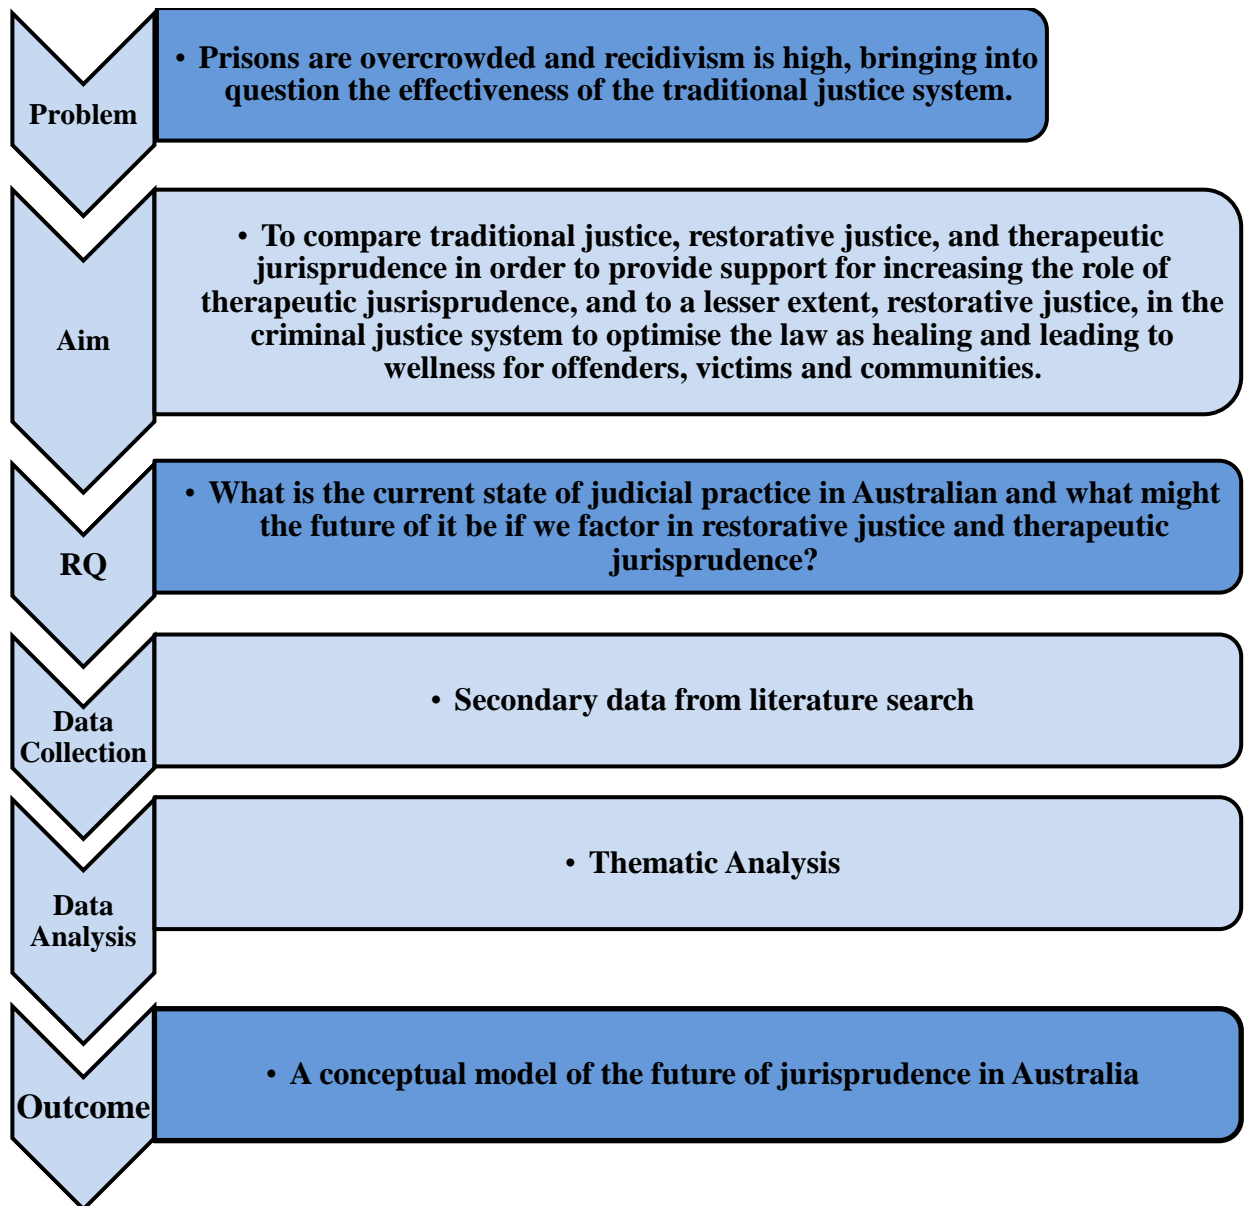 Problem
• Prisons are overcrowded and recidivism is high, bringing into
question the effectiveness of the traditional justice system.
Aim
• To compare traditional justice, restorative justice, and therapeutic
jurisprudence in order to provide support for increasing the role of
therapeutic jusrisprudence, and to a lesser extent, restorative justice, in the
criminal justice system to optimise the law as healing and leading to
wellness for offenders, victims and communities.
RQ
• What is the current state of judicial practice in Australian and what might
the future of it be if we factor in restorative justice and therapeutic
jurisprudence?
Data
Collection
• Secondary data from literature search
Data
Analysis
• Thematic Analysis
Outcome
• A conceptual model of the future of jurisprudence in Australia